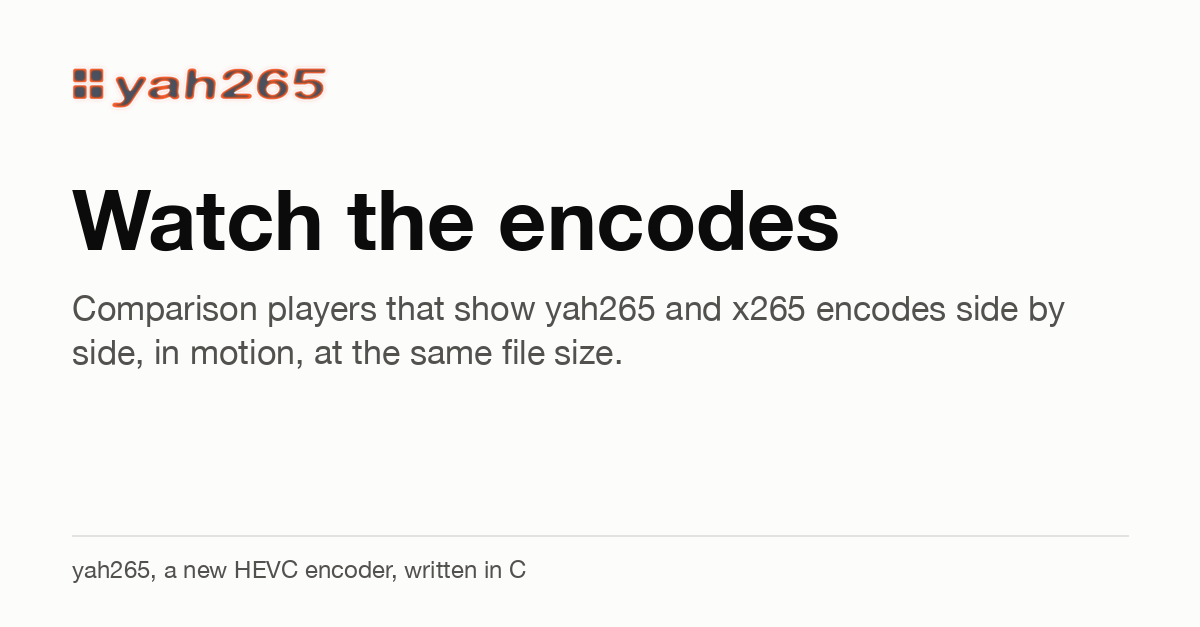 yah265
Watch the encodes
Comparison players that show yah265 and x265 encodes side by
side, in motion, at the same file size.
yah265, a new HEVC encoder, written in C